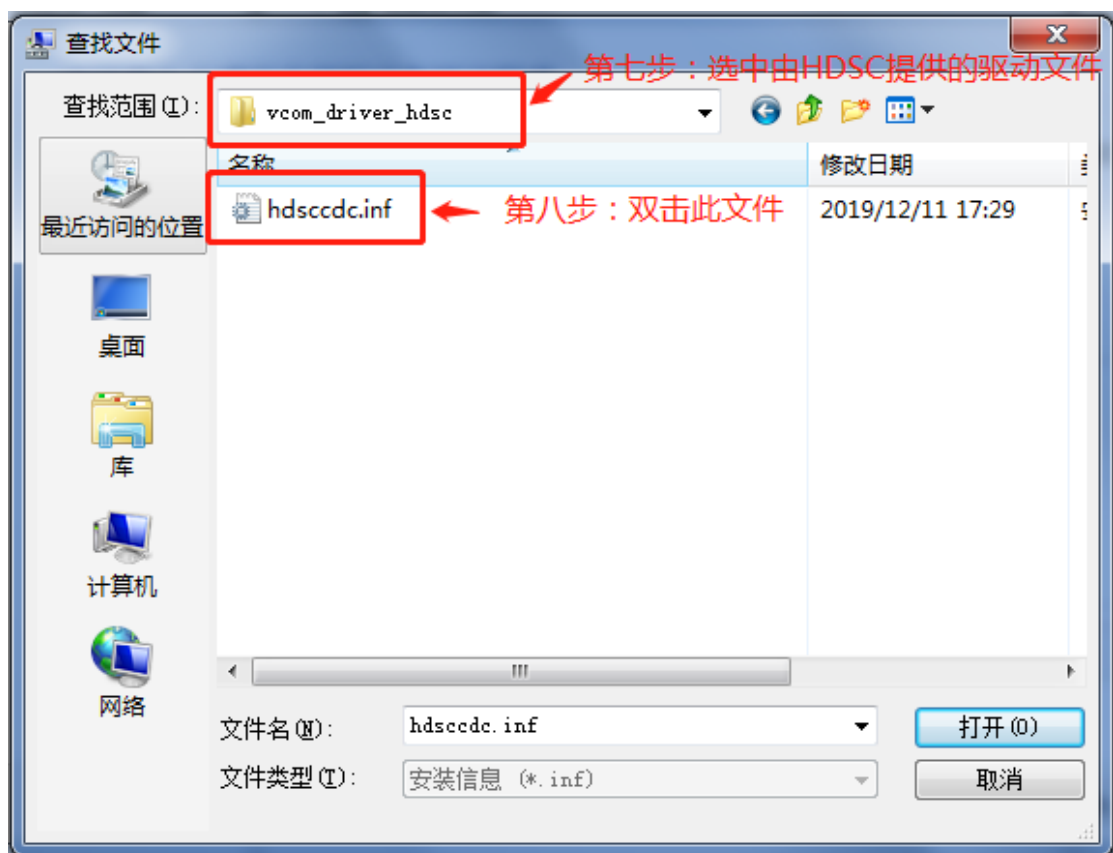 查找文件
第七步：选中由HDSC提供的驱动文件
查找范围(I):
vcom_driver_hdsc
名称
修改日期
hdsccdc.inf
第八步：双击此文件
2019/12/11 17:29
最近访问的位置
桌面
库
计算机
网络
文件名(N):
hdsccdc.inf
打开(O)
文件类型(T):
安装信息 (*.inf)
取消